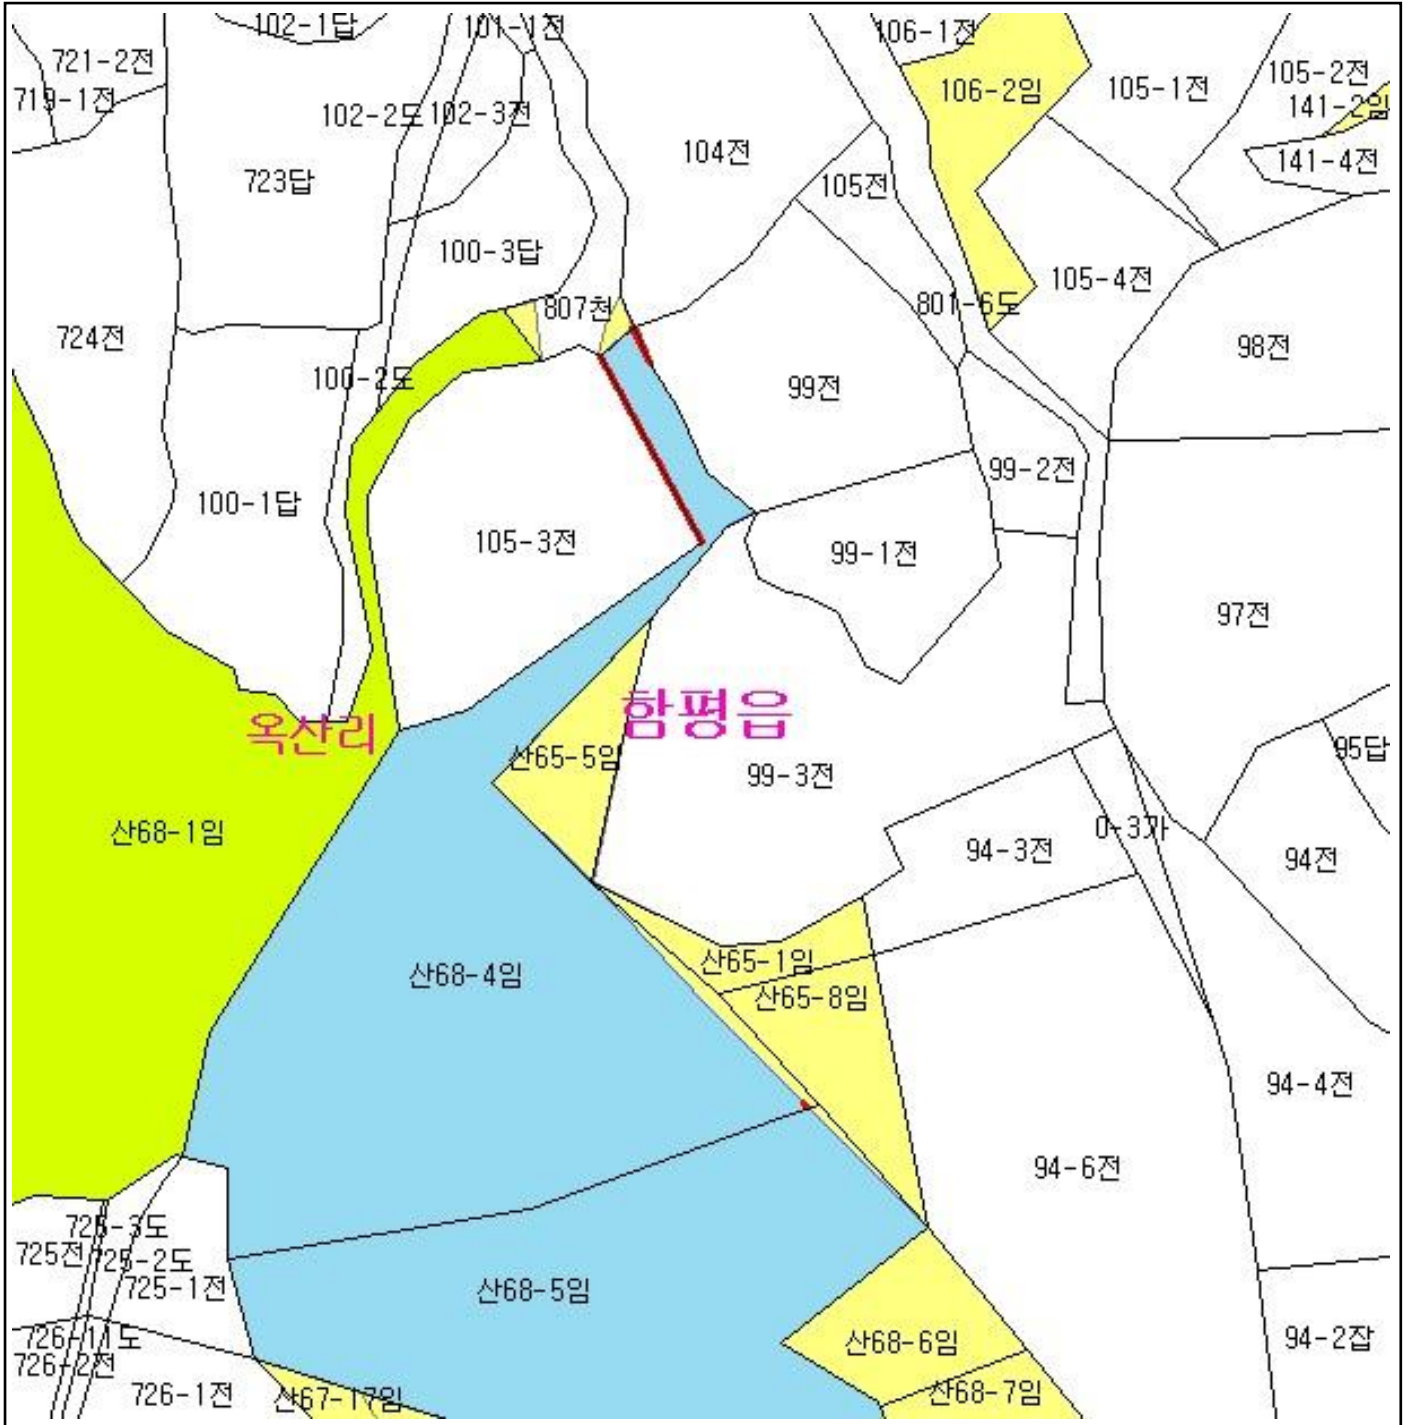 102-1답
101-1전
106-1전
721-2전
719-1전
102-2도
102-3전
106-2임
105-1전
105-2전
141-2임
141-4전
723답
104전
105전
100-3답
807천
801-6도
105-4전
724전
98전
100-2도
99전
100-1답
99-2전
105-3전
99-1전
97전
함평읍
옥산리
산65-5임
99-3전
95답
산68-1임
0-3가
94-3전
94전
산68-4임
산65-1임
산65-8임
94-4전
94-6전
725-3도
725전
725-2도
725-1전
산68-5임
726-11도
726-2전
산68-6임
94-2잡
726-1전
산67-17임
산68-7임